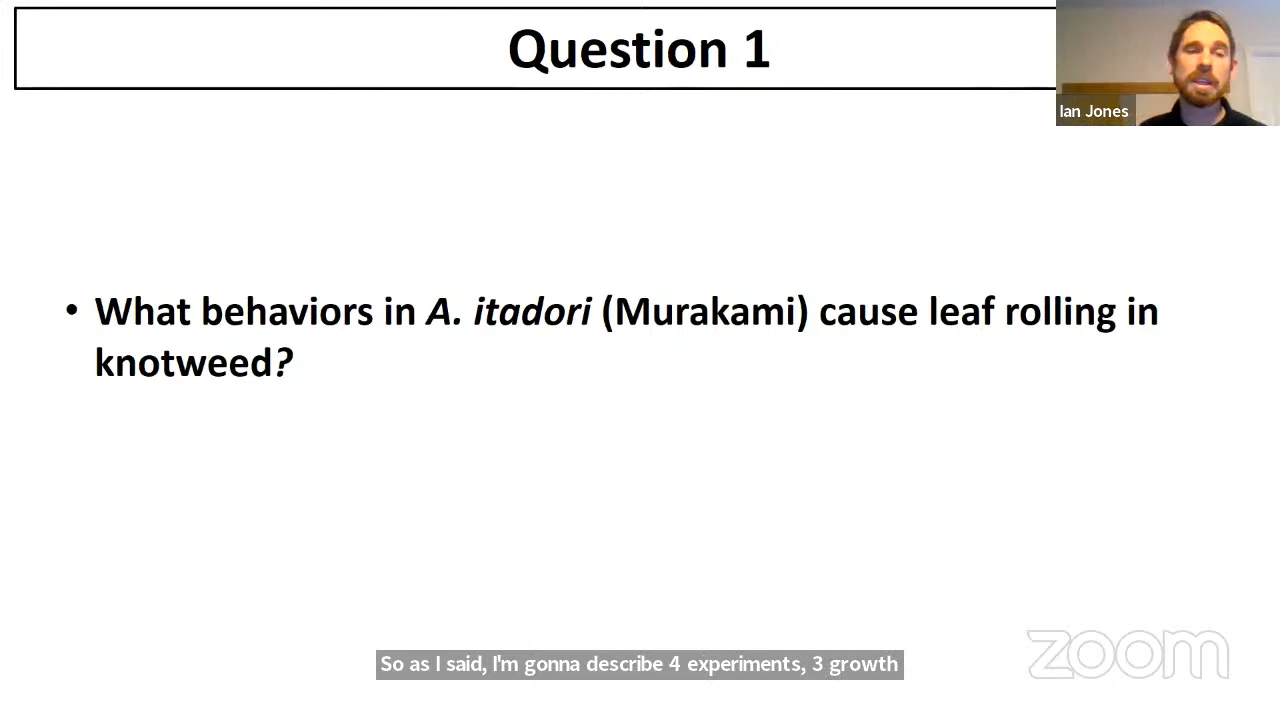 Question 1
Ian Jones
• What behaviors in A. itadori (Murakami) cause leaf rolling in
knotweed?
So as I said, I'm gonna describe 4 experiments, 3 growth
zoom